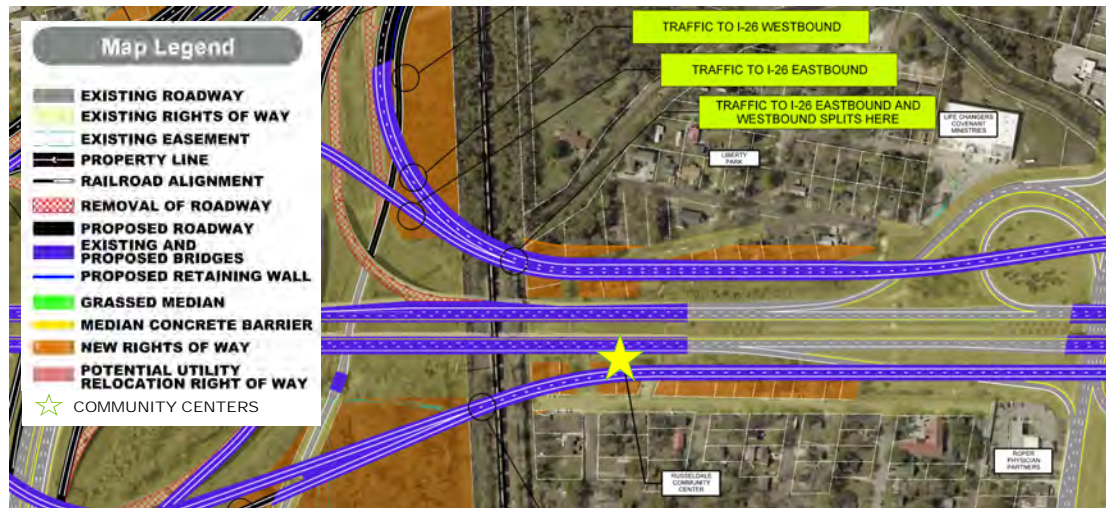 Map Legend
EXISTING ROADWAY
EXISTING RIGHTS OF WAY
EXISTING EASEMENT
PROPERTY LINE
RAILROAD ALIGNMENT
REMOVAL OF ROADWAY
PROPOSED ROADWAY
EXISTING AND
PROPOSED BRIDGES
PROPOSED RETAINING WALL
GRASSED MEDIAN
MEDIAN CONCRETE BARRIER
NEW RIGHTS OF WAY
POTENTIAL UTILITY
RELOCATION RIGHT OF WAY
COMMUNITY CENTERS
TRAFFIC TO I-26 WESTBOUND
TRAFFIC TO I-26 EASTBOUND
TRAFFIC TO I-26 EASTBOUND AND
WESTBOUND SPLITS HERE
LIFE CHANGERS
COVENANT
MINISTRIES
LIBERTY
PARK
RUSSELDALE
COMMUNITY
CENTER
ROPER
PHYSICIAN
PARTNERS